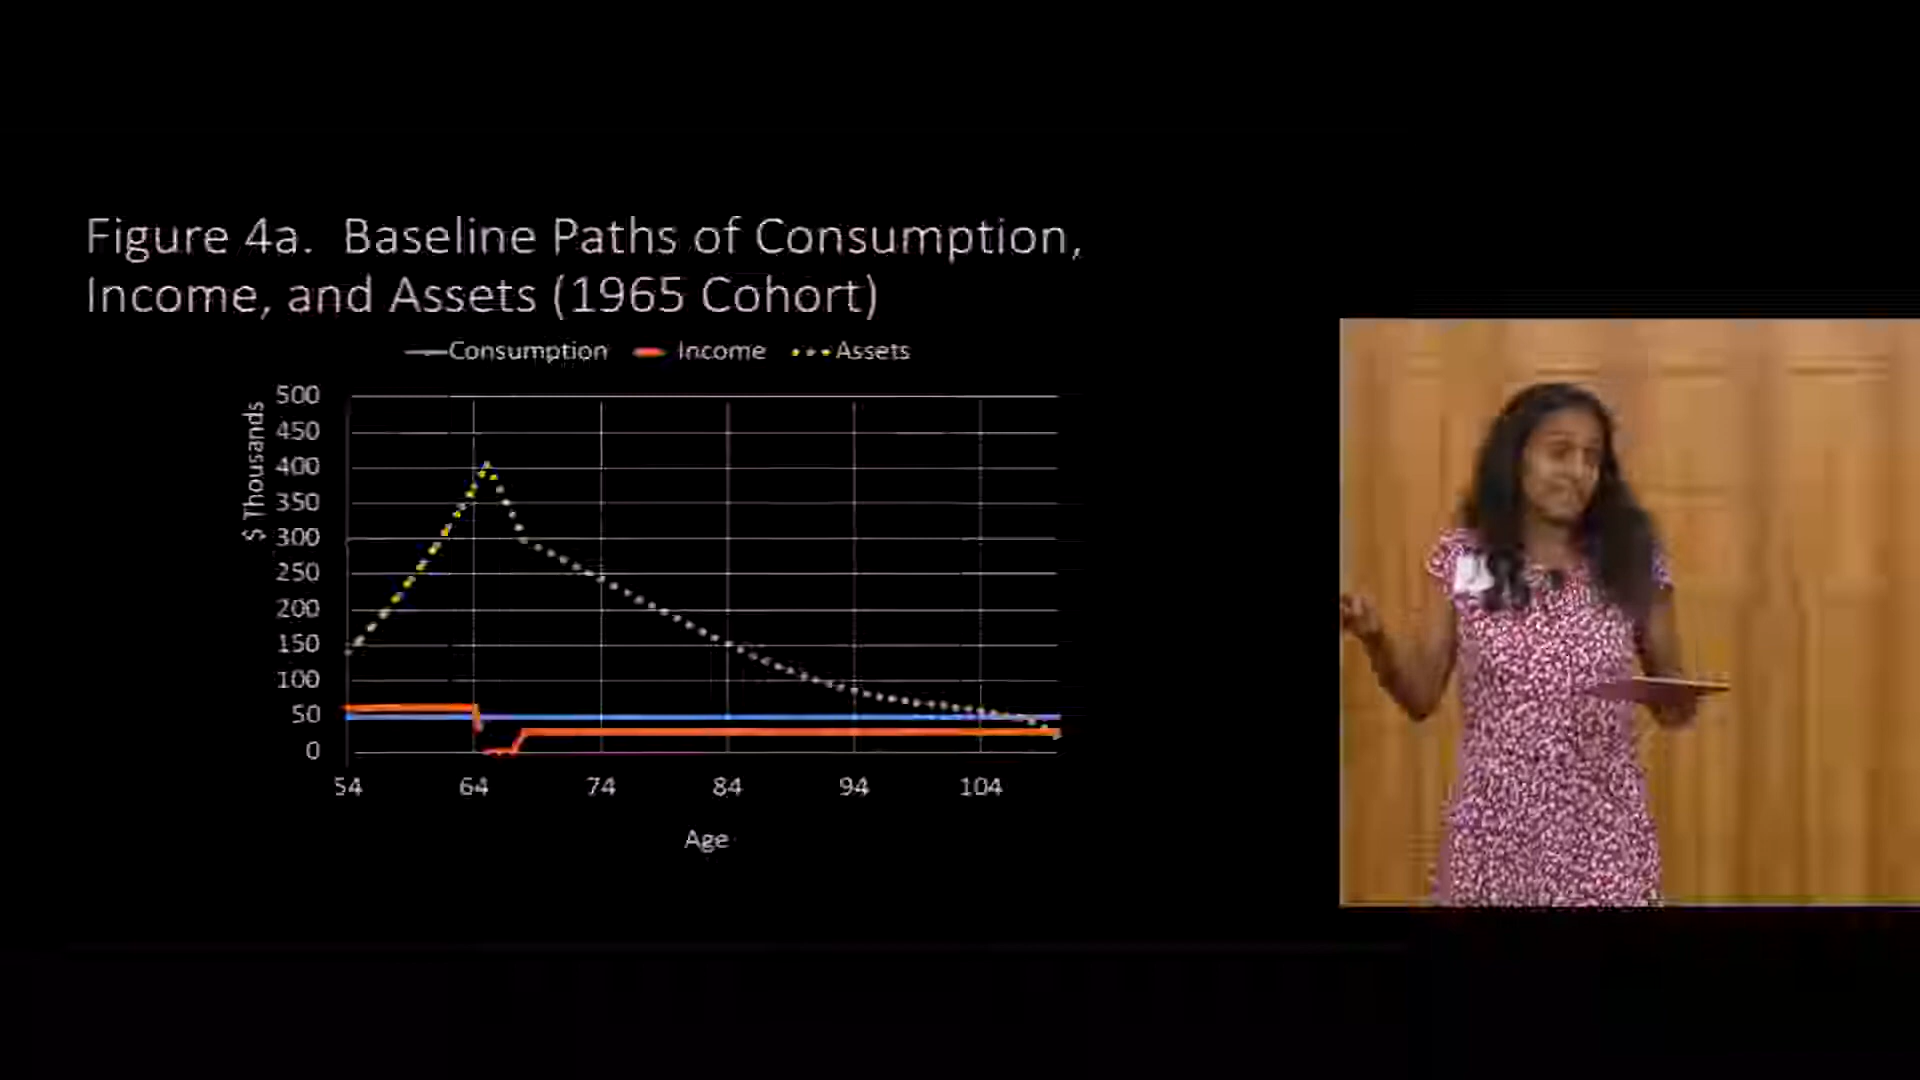 Figure 4a. Baseline Paths of Consumption,
Income, and Assets (1965 Cohort)
Consumption Income Assets
$ Thousands
500
450
400
350
300
250
200
150
100
50
0
54 64 74 84 94 104
Age